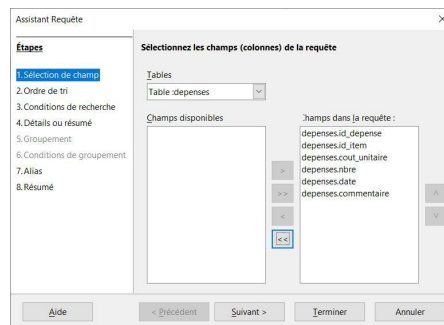 Assistant Requête
Étapes
1.Sélection de champ
2.Ordre de tri
3.Conditions de recherche
4.Détails ou résumé
5.Groupement
6.Conditions de groupement
7.Alias
8.Résumé
Sélectionnez les champs (colonnes) de la requête
Tables
Table :depenses
Champs disponibles
hamps dans la requête :
depenses.id_depense
depenses.id_item
depenses.cout_unitaire
depenses.nbre
depenses.date
depenses.commentaire
>
>>
<
<<
Aide
< Précédent
Suivant >
Terminer
Annuler